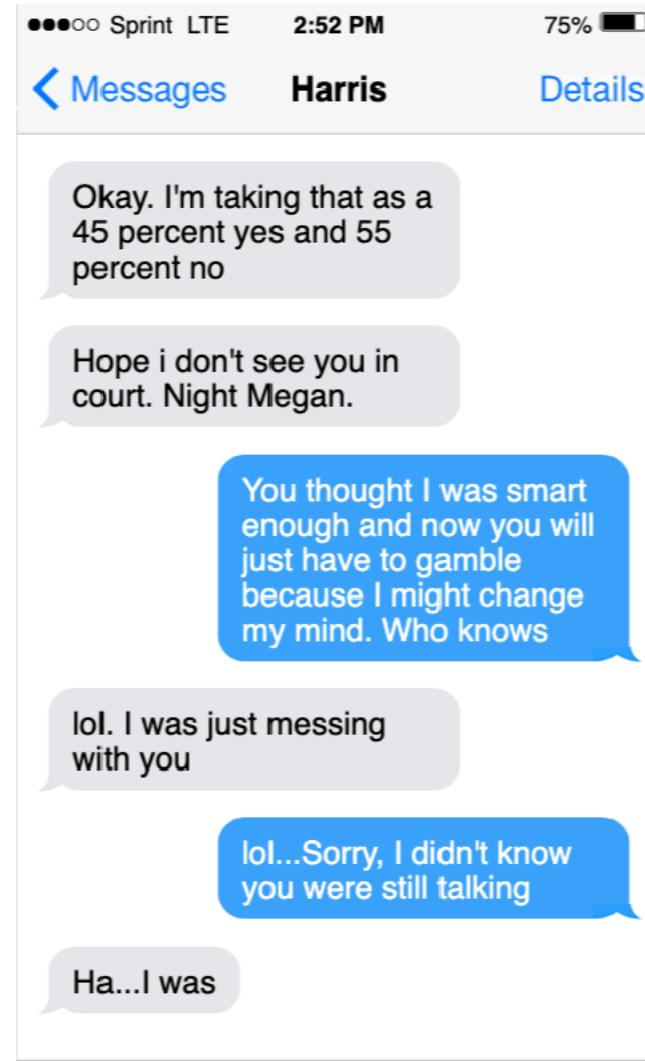 ●●●○○ Sprint LTE 2:52 PM 75%
Messages Harris Details
Okay. I'm taking that as a
45 percent yes and 55
percent no
Hope i don't see you in
court. Night Megan.
You thought I was smart
enough and now you will
just have to gamble
because I might change
my mind. Who knows
lol. I was just messing
with you
lol...Sorry, I didn't know
you were still talking
Ha...I was